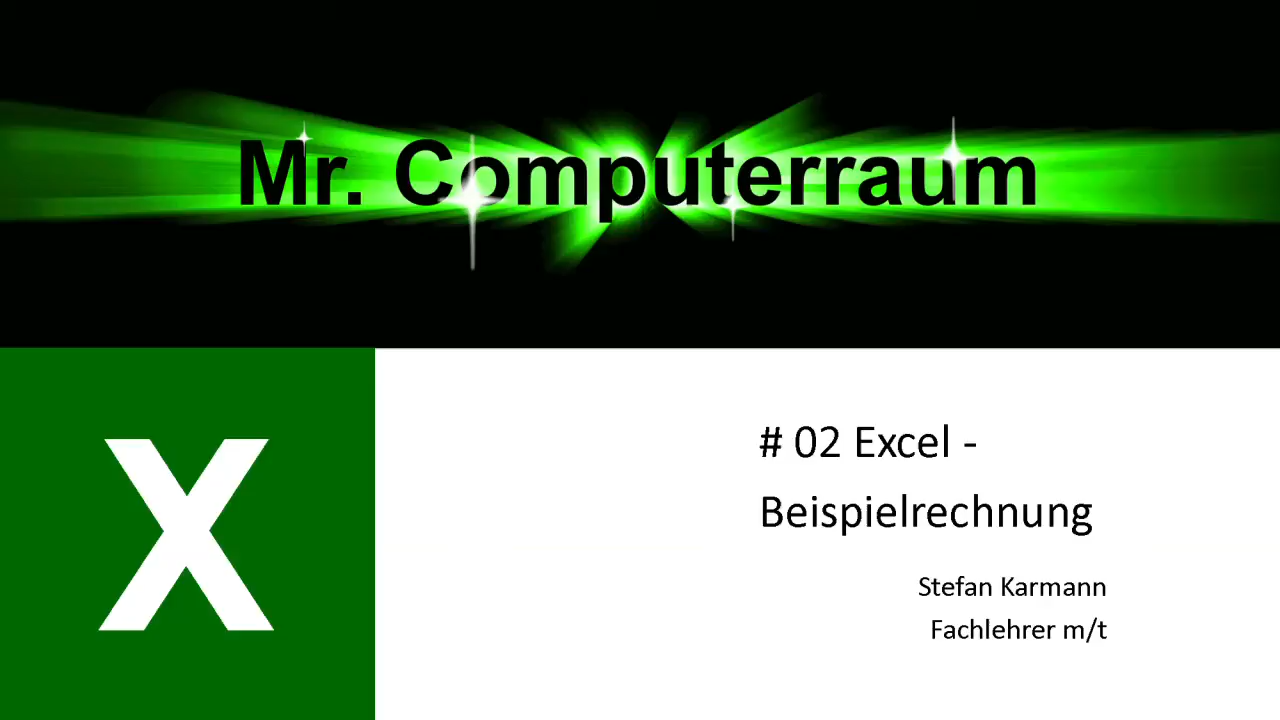 Mr. Computerraum
X
# 02 Excel -
Beispielrechnung
Stefan Karmann
Fachlehrer m/t